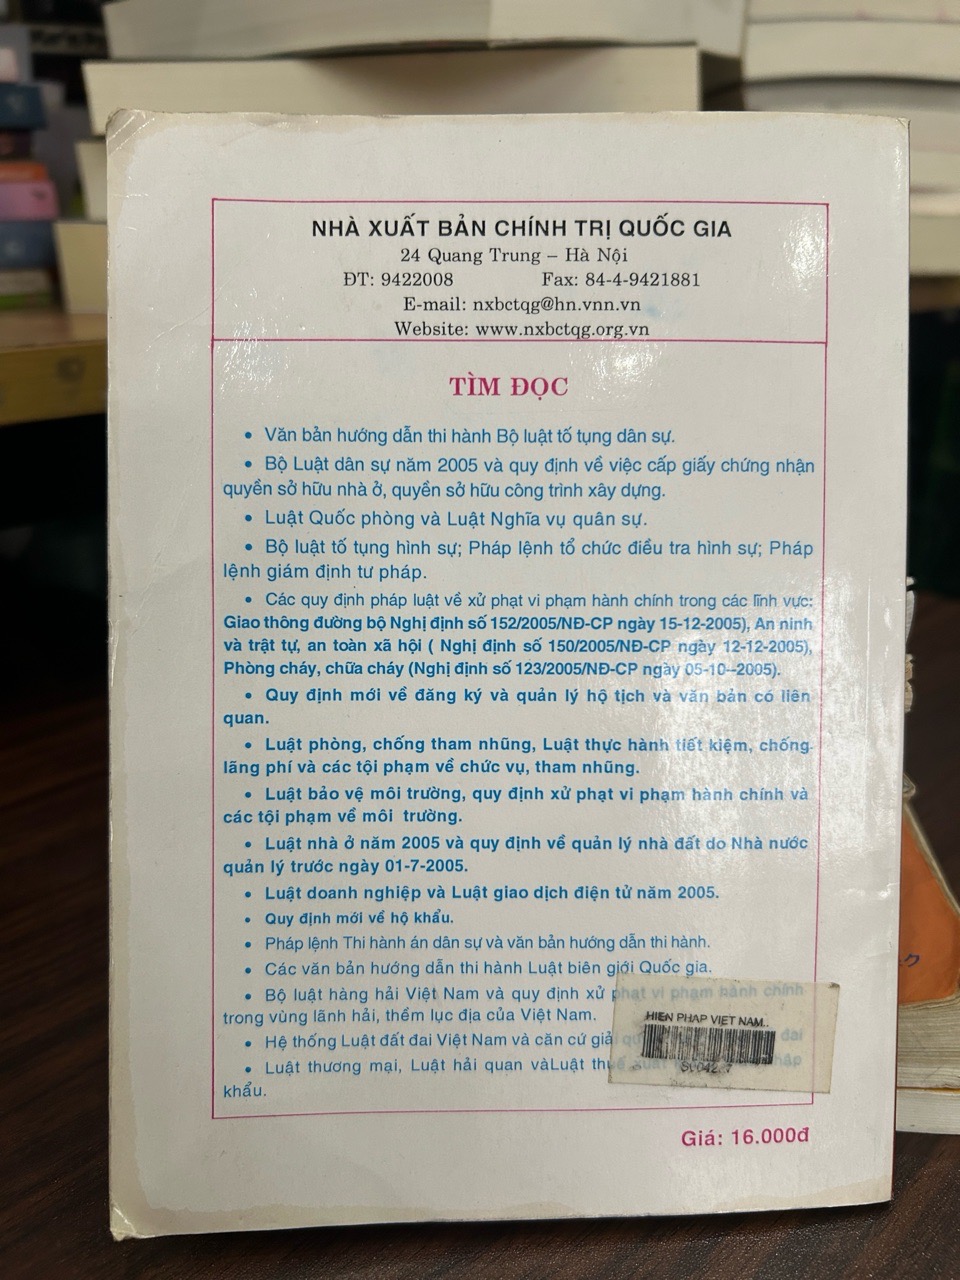 NHÀ XUẤT BẢN CHÍNH TRỊ QUỐC GIA
24 Quang Trung – Hà Nội
ĐT: 9422008 Fax: 84-4-9421881
E-mail: nxbctqg@hn.vnn.vn
Website: www.nxbctqg.org.vn
TÌM ĐỌC
• Văn bản hướng dẫn thi hành Bộ luật tố tụng dân sự.
• Bộ Luật dân sự năm 2005 và quy định về việc cấp giấy chứng nhận
quyền sở hữu nhà ở, quyền sở hữu công trình xây dựng.
• Luật Quốc phòng và Luật Nghĩa vụ quân sự.
• Bộ luật tố tụng hình sự; Pháp lệnh tổ chức điều tra hình sự; Pháp
lệnh giám định tư pháp.
• Các quy định pháp luật về xử phạt vi phạm hành chính trong các lĩnh vực:
Giao thông đường bộ Nghị định số 152/2005/NĐ-CP ngày 15-12-2005), An ninh
và trật tự, an toàn xã hội ( Nghị định số 150/2005/NĐ-CP ngày 12-12-2005),
Phòng cháy, chữa cháy (Nghị định số 123/2005/NĐ-CP ngày 05-10--2005).
• Quy định mới về đăng ký và quản lý hộ tịch và văn bản có liên
quan.
• Luật phòng, chống tham nhũng, Luật thực hành tiết kiệm, chống
lãng phí và các tội phạm về chức vụ, tham nhũng.
• Luật bảo vệ môi trường, quy định xử phạt vi phạm hành chính và
các tội phạm về môi trường.
• Luật nhà ở năm 2005 và quy định về quản lý nhà đất do Nhà nước
quản lý trước ngày 01-7-2005.
• Luật doanh nghiệp và Luật giao dịch điện tử năm 2005.
• Quy định mới về hộ khẩu.
• Pháp lệnh Thi hành án dân sự và văn bản hướng dẫn thi hành.
• Các văn bản hướng dẫn thi hành Luật biên giới Quốc gia.
• Bộ luật hàng hải Việt Nam và quy định xử phạt vi phạm hành chính
trong vùng lãnh hải, thềm lục địa của Việt Nam.
• Hệ thống Luật đất đai Việt Nam và căn cứ đai
• Luật thương mại, Luật hải quan vàLuật thuế xuất nhập
khẩu.
HIEN PHAP VIET NAM..
Giá: 16.000đ